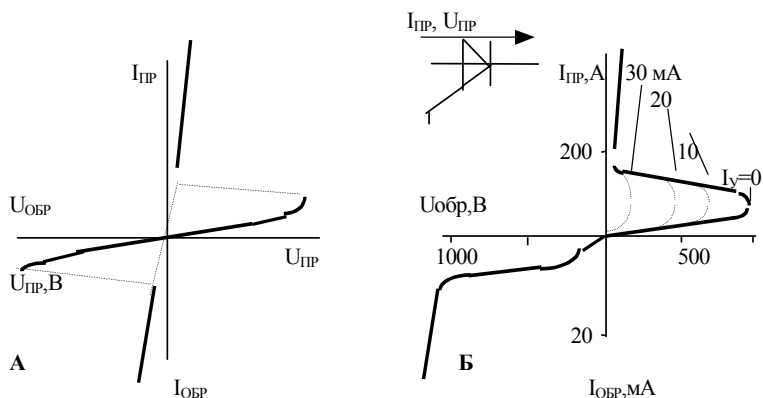 IПР
UОБР
UПР
UПР,В
А
IОБР
IПР, UПР
IПР,А
30 мА
20
10
200
IУ=0
Uобр,В
1000
500
20
Б
IОБР,мА